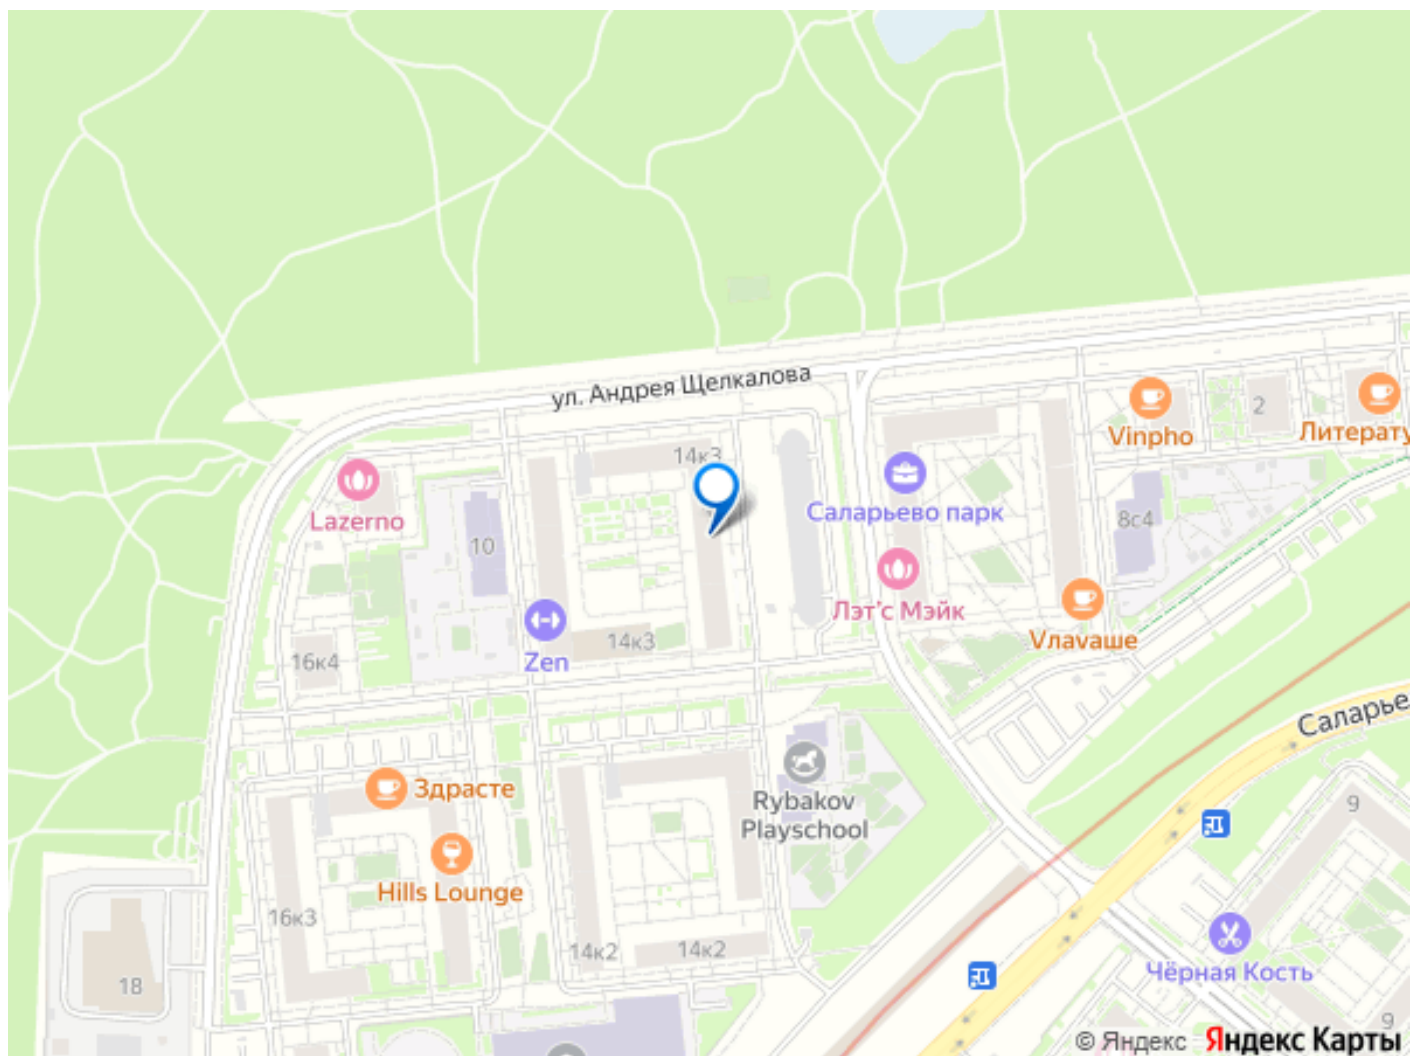 ул. Андрея Щелкалова
2
Vinpho
Литерату
14к3
Lazerno
Саларьево парк
10
8с4
Лэт'с Мэйк
Vлаваше
14к3
Zen
16к4
Саларье
Здрасте
Rybakov
Playschool
9
Hills Lounge
16к3
14к2
14к2
18
Чёрная Кость
9
© Яндекс Яндекс Карты